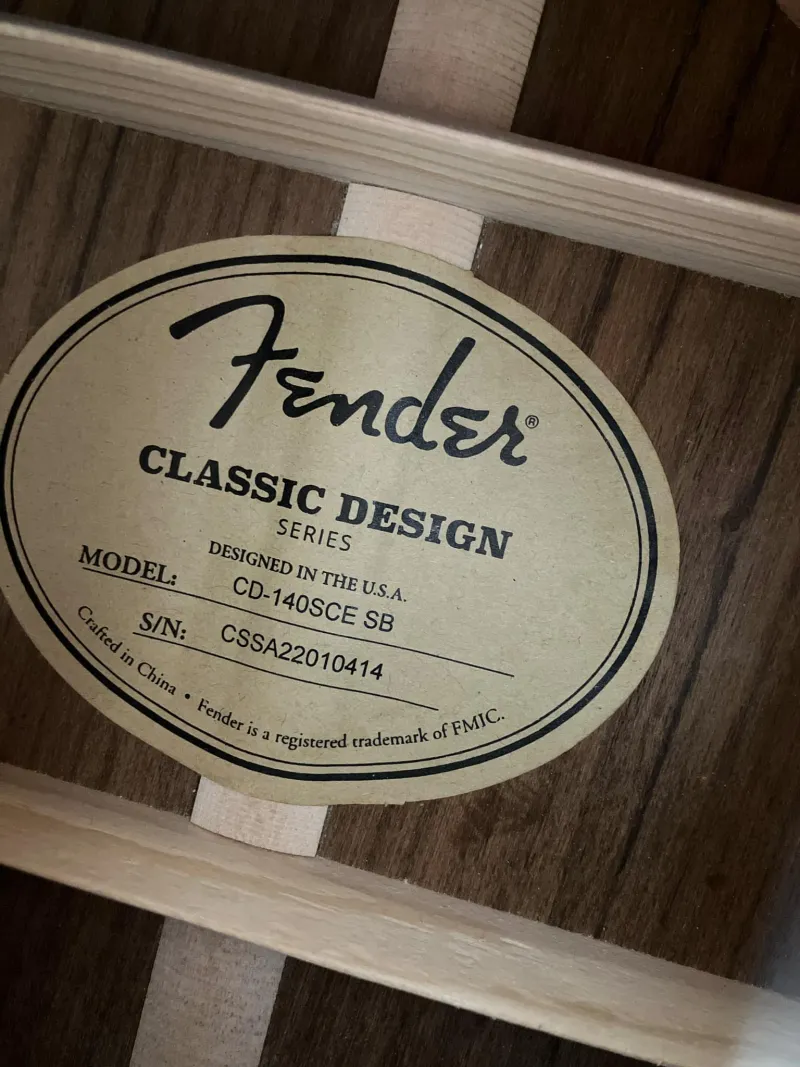 Fender®
CLASSIC DESIGN
SERIES
DESIGNED IN THE U.S.A.
MODEL: CD-140SCE SB
S/N: CSSA22010414
Crafted in China • Fender is a registered trademark of FMIC.